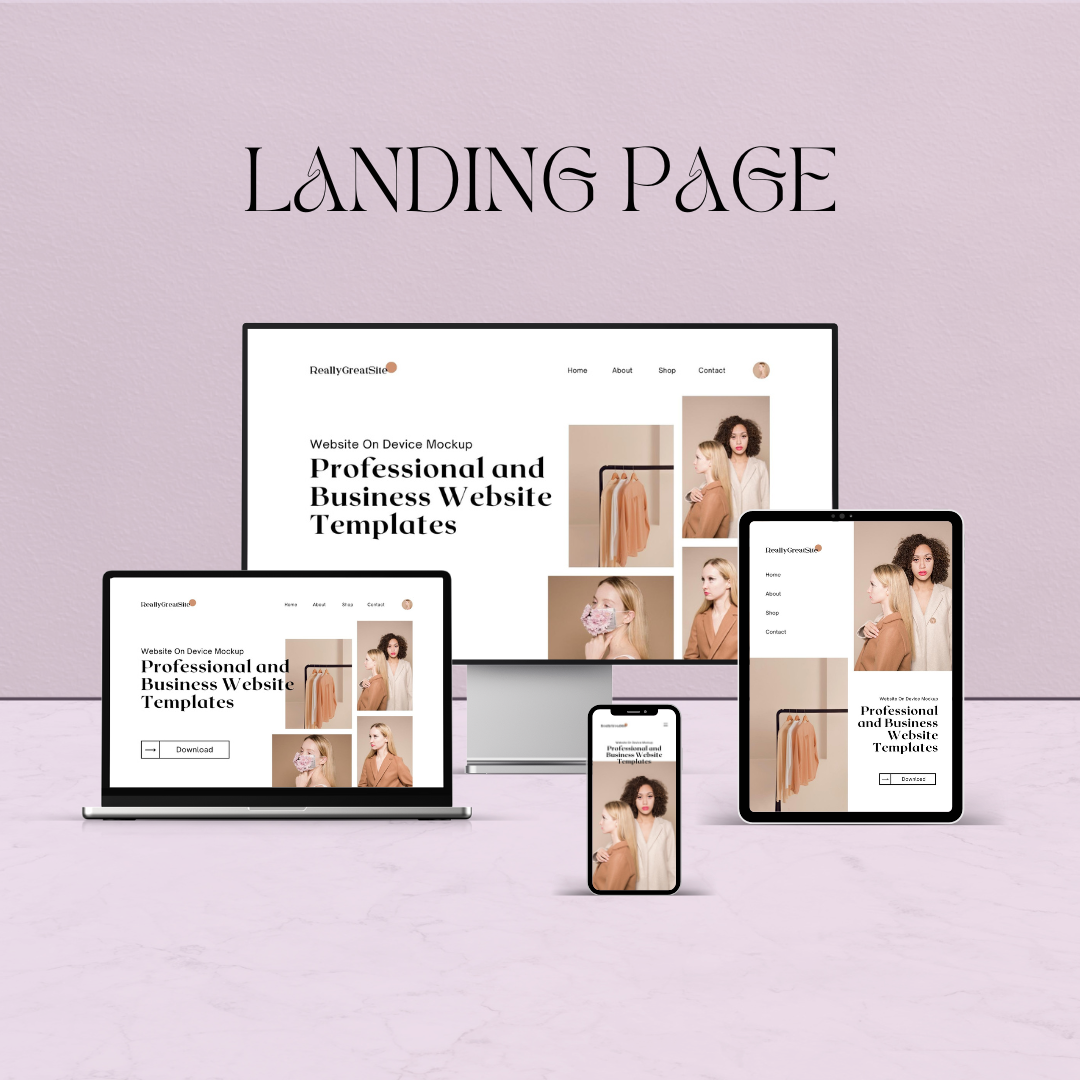 LANDING PAGE
ReallyGreatSite
Home About Shop Contact
Website On Device Mockup
Professional and
Business Website
Templates
ReallyGreatSite
Home About Shop Contact
Website On Device Mockup
Professional and
Business Website
Templates
Download
ReallyGreatSite
Website On Device Mockup
Professional and
Business Website
Templates
ReallyGreatSite
Home
About
Shop
Contact
Website On Device Mockup
Professional
and Business
Website
Templates
Download